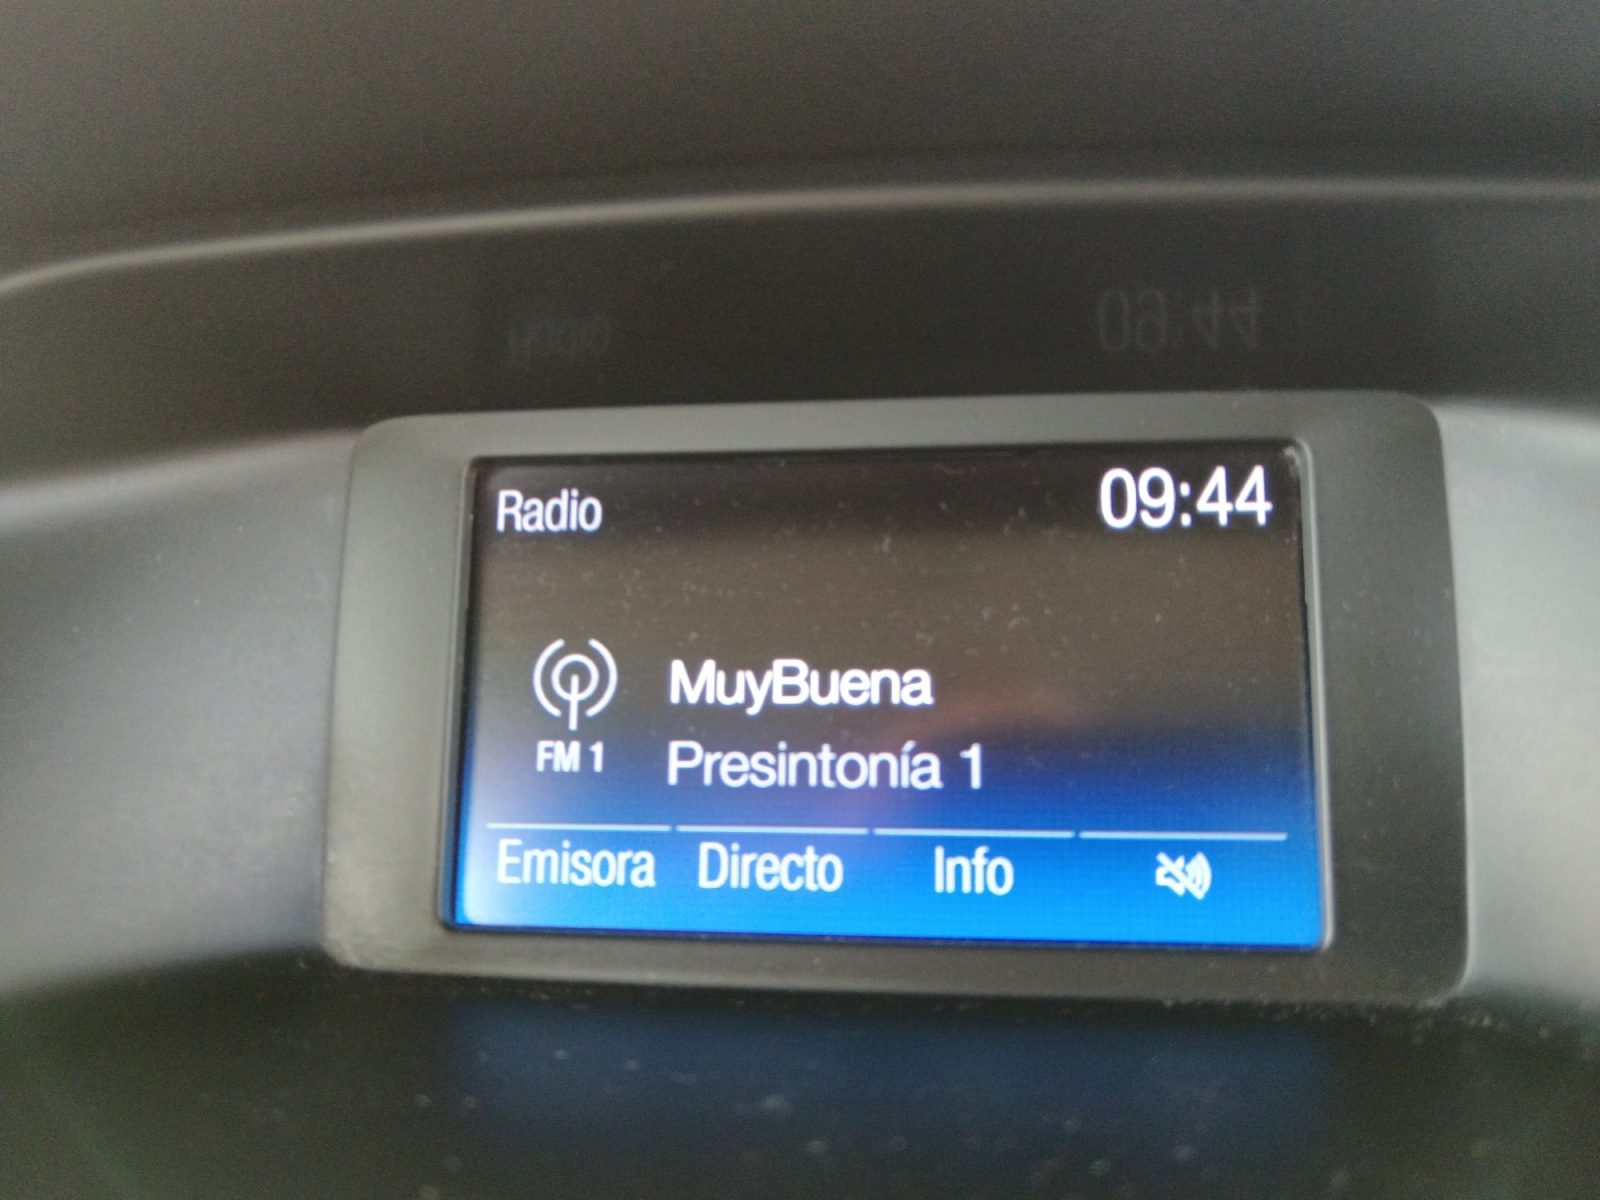 Radio 09:44
MuyBuena
FM 1 Presintonía 1
Emisora Directo Info